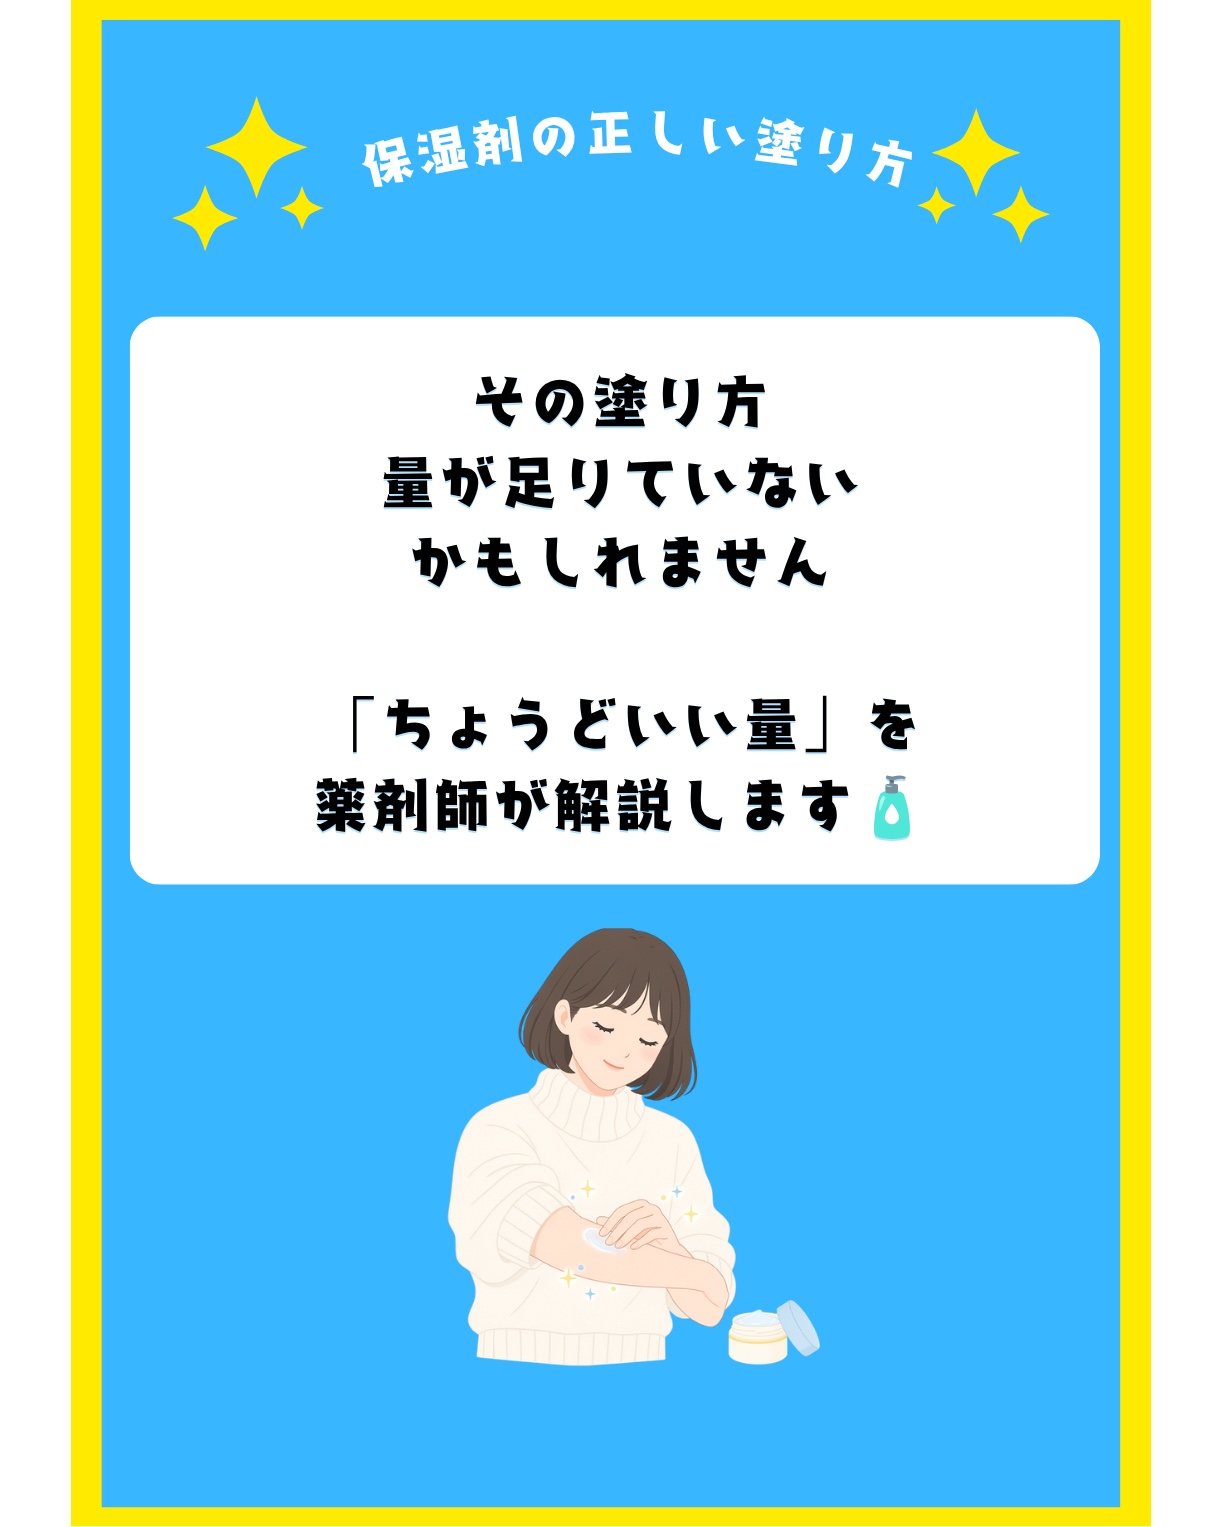 保湿剤の正しい塗り方
その塗り方
量が足りていない
かもしれません
「ちょうどいい量」を
薬剤師が解説します🧴